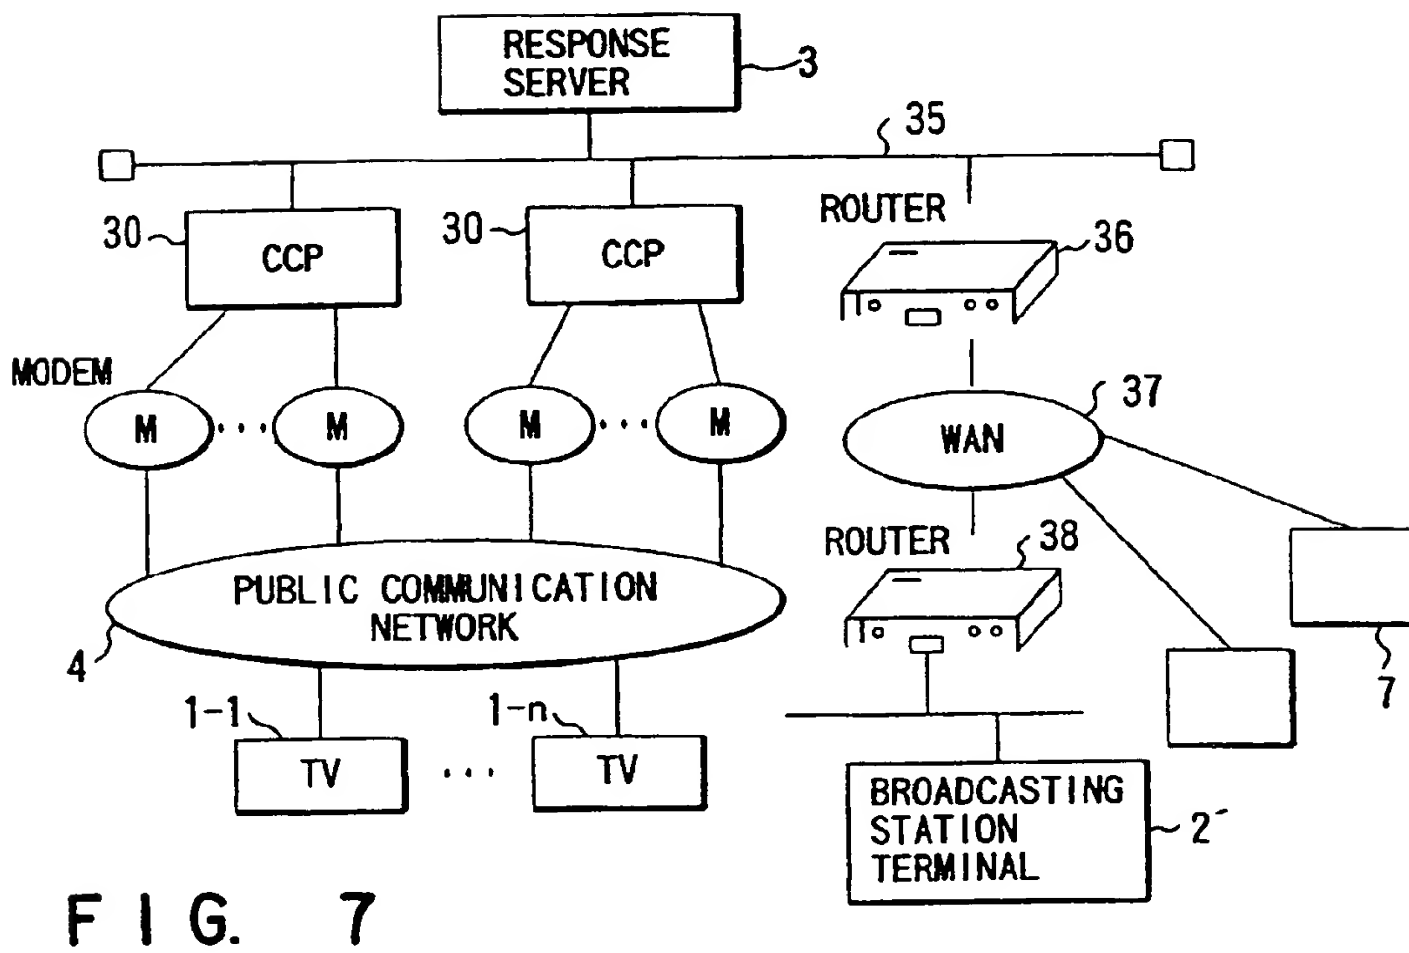 RESPONSE
SERVER
3
35
ROUTER
30
CCP
30
CCP
36
MODEM
M
M
M
M
37
WAN
ROUTER
38
PUBLIC COMMUNICATION
NETWORK
4
7
1-1
1-n
TV
TV
BROADCASTING
STATION
TERMINAL
2´
FIG. 7